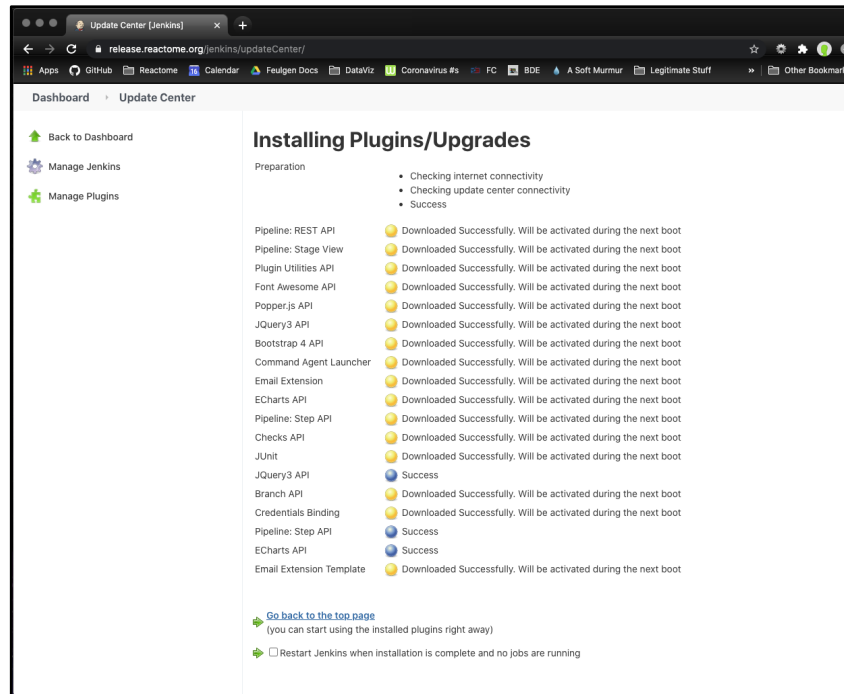 Update Center [Jenkins]
release.reactome.org/jenkins/updateCenter/
Apps GitHub Reactome 16 Calendar Feulgen Docs DataViz Coronavirus #s FC BDE A Soft Murmur Legitimate Stuff » Other Bookmar
Dashboard Update Center
Back to Dashboard
Manage Jenkins
Manage Plugins
Installing Plugins/Upgrades
Preparation
• Checking internet connectivity
• Checking update center connectivity
• Success
Pipeline: REST API Downloaded Successfully. Will be activated during the next boot
Pipeline: Stage View Downloaded Successfully. Will be activated during the next boot
Plugin Utilities API Downloaded Successfully. Will be activated during the next boot
Font Awesome API Downloaded Successfully. Will be activated during the next boot
Popper.js API Downloaded Successfully. Will be activated during the next boot
JQuery3 API Downloaded Successfully. Will be activated during the next boot
Bootstrap 4 API Downloaded Successfully. Will be activated during the next boot
Command Agent Launcher Downloaded Successfully. Will be activated during the next boot
Email Extension Downloaded Successfully. Will be activated during the next boot
ECharts API Downloaded Successfully. Will be activated during the next boot
Pipeline: Step API Downloaded Successfully. Will be activated during the next boot
Checks API Downloaded Successfully. Will be activated during the next boot
JUnit Downloaded Successfully. Will be activated during the next boot
JQuery3 API Success
Branch API Downloaded Successfully. Will be activated during the next boot
Credentials Binding Downloaded Successfully. Will be activated during the next boot
Pipeline: Step API Success
ECharts API Success
Email Extension Template Downloaded Successfully. Will be activated during the next boot
Go back to the top page
(you can start using the installed plugins right away)
Restart Jenkins when installation is complete and no jobs are running